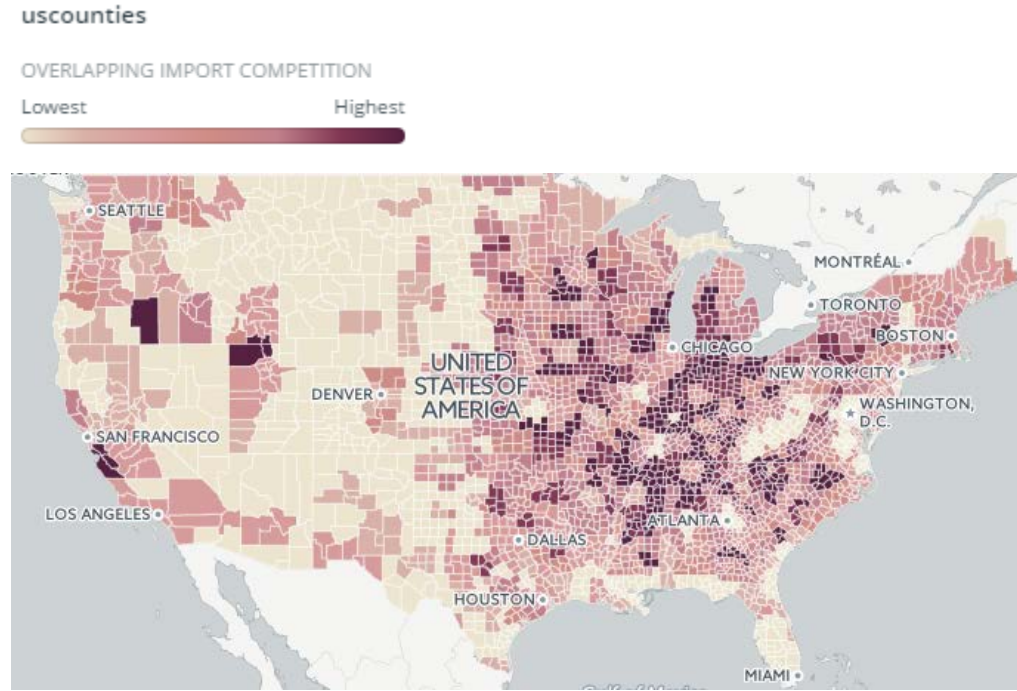 uscounties
OVERLAPPING IMPORT COMPETITION
Lowest Highest
SEATTLE
MONTRÉAL
TORONTO
BOSTON
CHICAGO
UNITED
STATES OF
AMERICA
NEW YORK CITY
DENVER
WASHINGTON,
D.C.
SAN FRANCISCO
LOS ANGELES
ATLANTA
DALLAS
HOUSTON
MIAMI